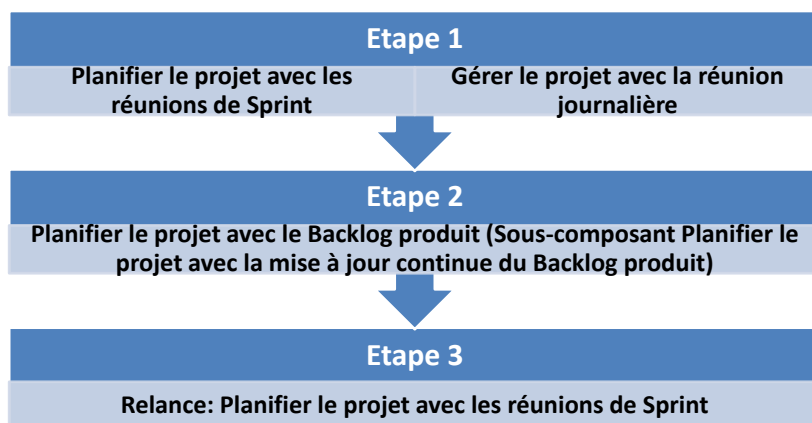 Etape 1
Planifier le projet avec les
réunions de Sprint
Gérer le projet avec la réunion
journalière
Etape 2
Planifier le projet avec le Backlog produit (Sous-composant Planifier le
projet avec la mise à jour continue du Backlog produit)
Etape 3
Relance: Planifier le projet avec les réunions de Sprint